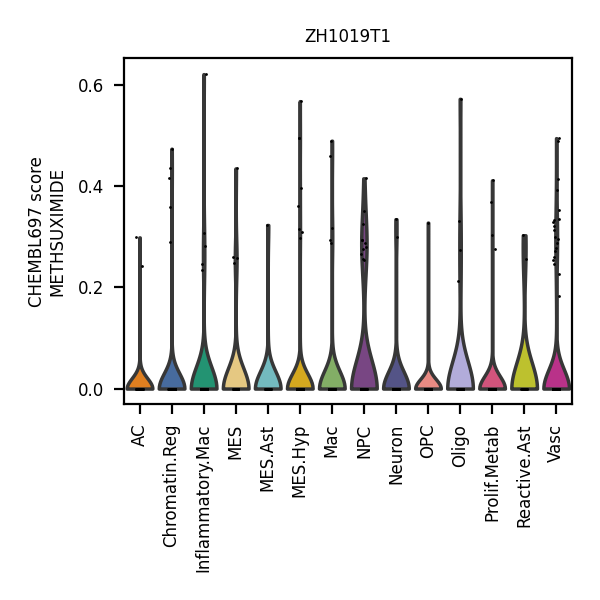 ZH1019T1
CHEMBL697 score
METHSUXIMIDE
0.6
0.4
0.2
0.0
AC
Chromatin.Reg
Inflammatory.Mac
MES
MES.Ast
MES.Hyp
Mac
NPC
Neuron
OPC
Oligo
Prolif.Metab
Reactive.Ast
Vasc